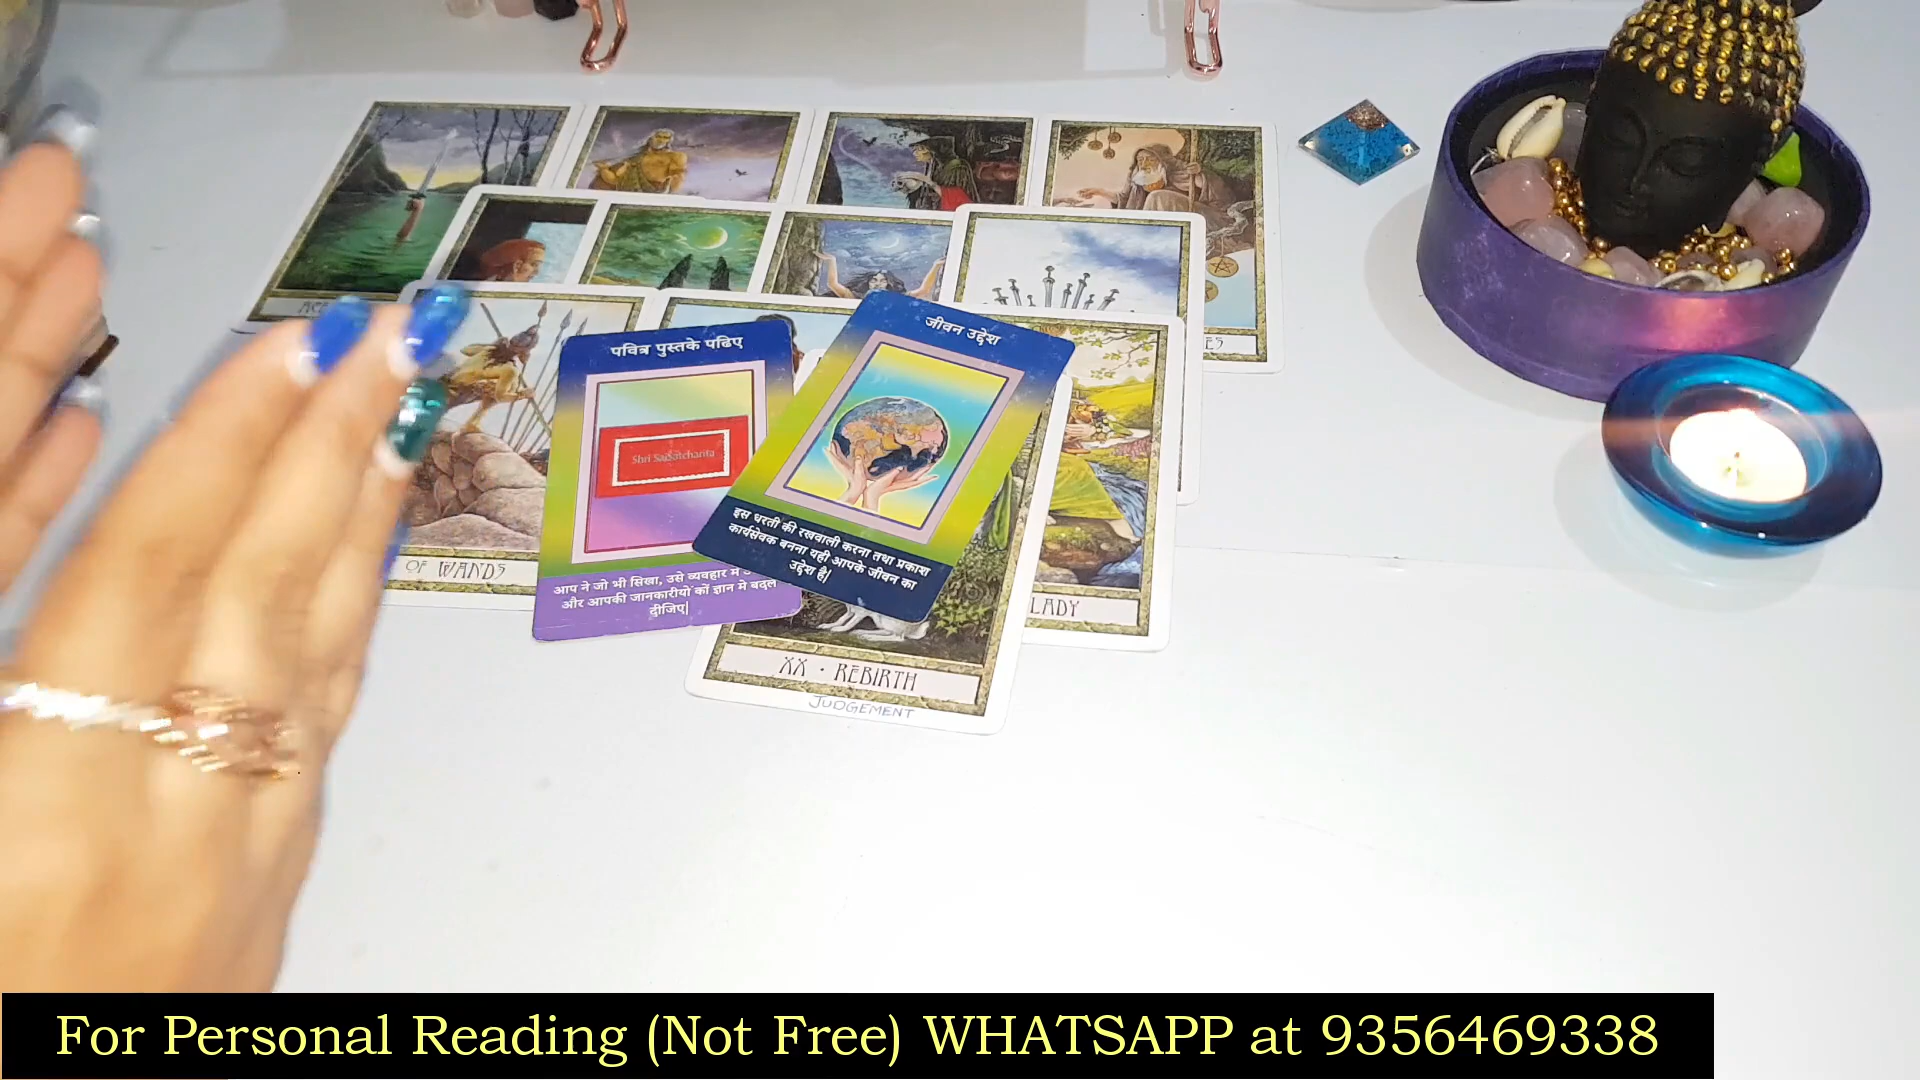 पवित्र पुस्तके पढिए
Shri Saisatcharita
आप ने जो भी सिखा, उसे व्यवहार मे
और आपकी जानकारीयो कों ज्ञान मे बदल
दीजिए|
जीवन उद्देश
इस धरती की रखवाली करना तथा प्रकाश
कार्यसेवक बनना यही आपके जीवन का
उद्देश है|
OF WANDS
LADY
XX · REBIRTH
JUDGEMENT
For Personal Reading (Not Free) WHATSAPP at 9356469338